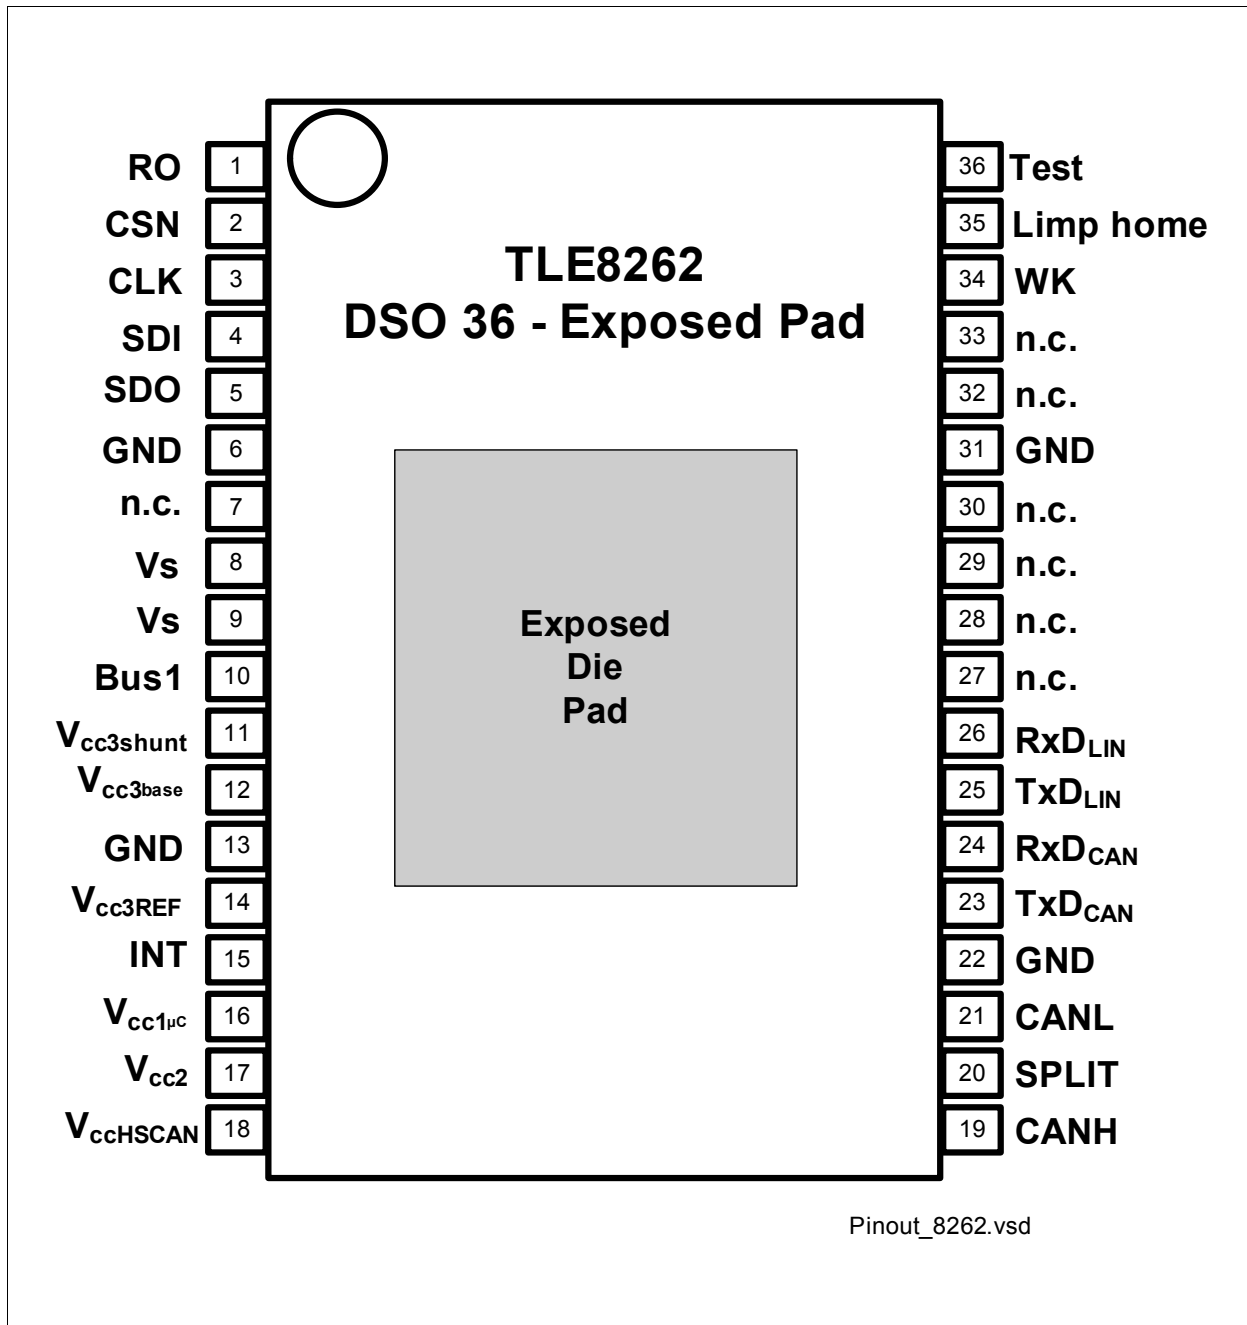 RO 1
CSN 2
CLK 3
SDI 4
SDO 5
GND 6
n.c. 7
Vs 8
Vs 9
Bus1 10
Vcc3shunt 11
Vcc3base 12
GND 13
Vcc3REF 14
INT 15
Vcc1µC 16
Vcc2 17
VccHSCAN 18
TLE8262
DSO 36 - Exposed Pad
Exposed
Die
Pad
36 Test
35 Limp home
34 WK
33 n.c.
32 n.c.
31 GND
30 n.c.
29 n.c.
28 n.c.
27 n.c.
26 RxDLIN
25 TxDLIN
24 RxDCAN
23 TxDCAN
22 GND
21 CANL
20 SPLIT
19 CANH
Pinout_8262.vsd